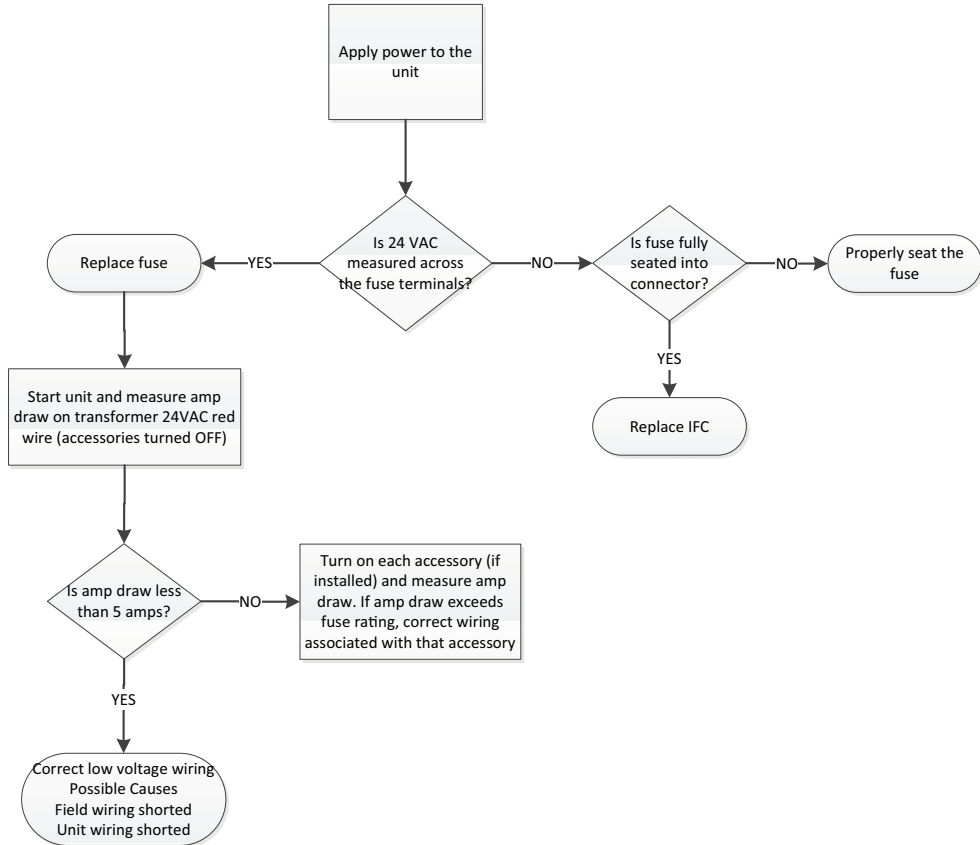 Apply power to the
unit
Is 24 VAC
measured across
the fuse terminals?
YES
Replace fuse
NO
Is fuse fully
seated into
connector?
NO
Properly seat the
fuse
YES
Replace IFC
Start unit and measure amp
draw on transformer 24VAC red
wire (accessories turned OFF)
Is amp draw less
than 5 amps?
NO
Turn on each accessory (if
installed) and measure amp
draw. If amp draw exceeds
fuse rating, correct wiring
associated with that accessory
YES
Correct low voltage wiring
Possible Causes
Field wiring shorted
Unit wiring shorted